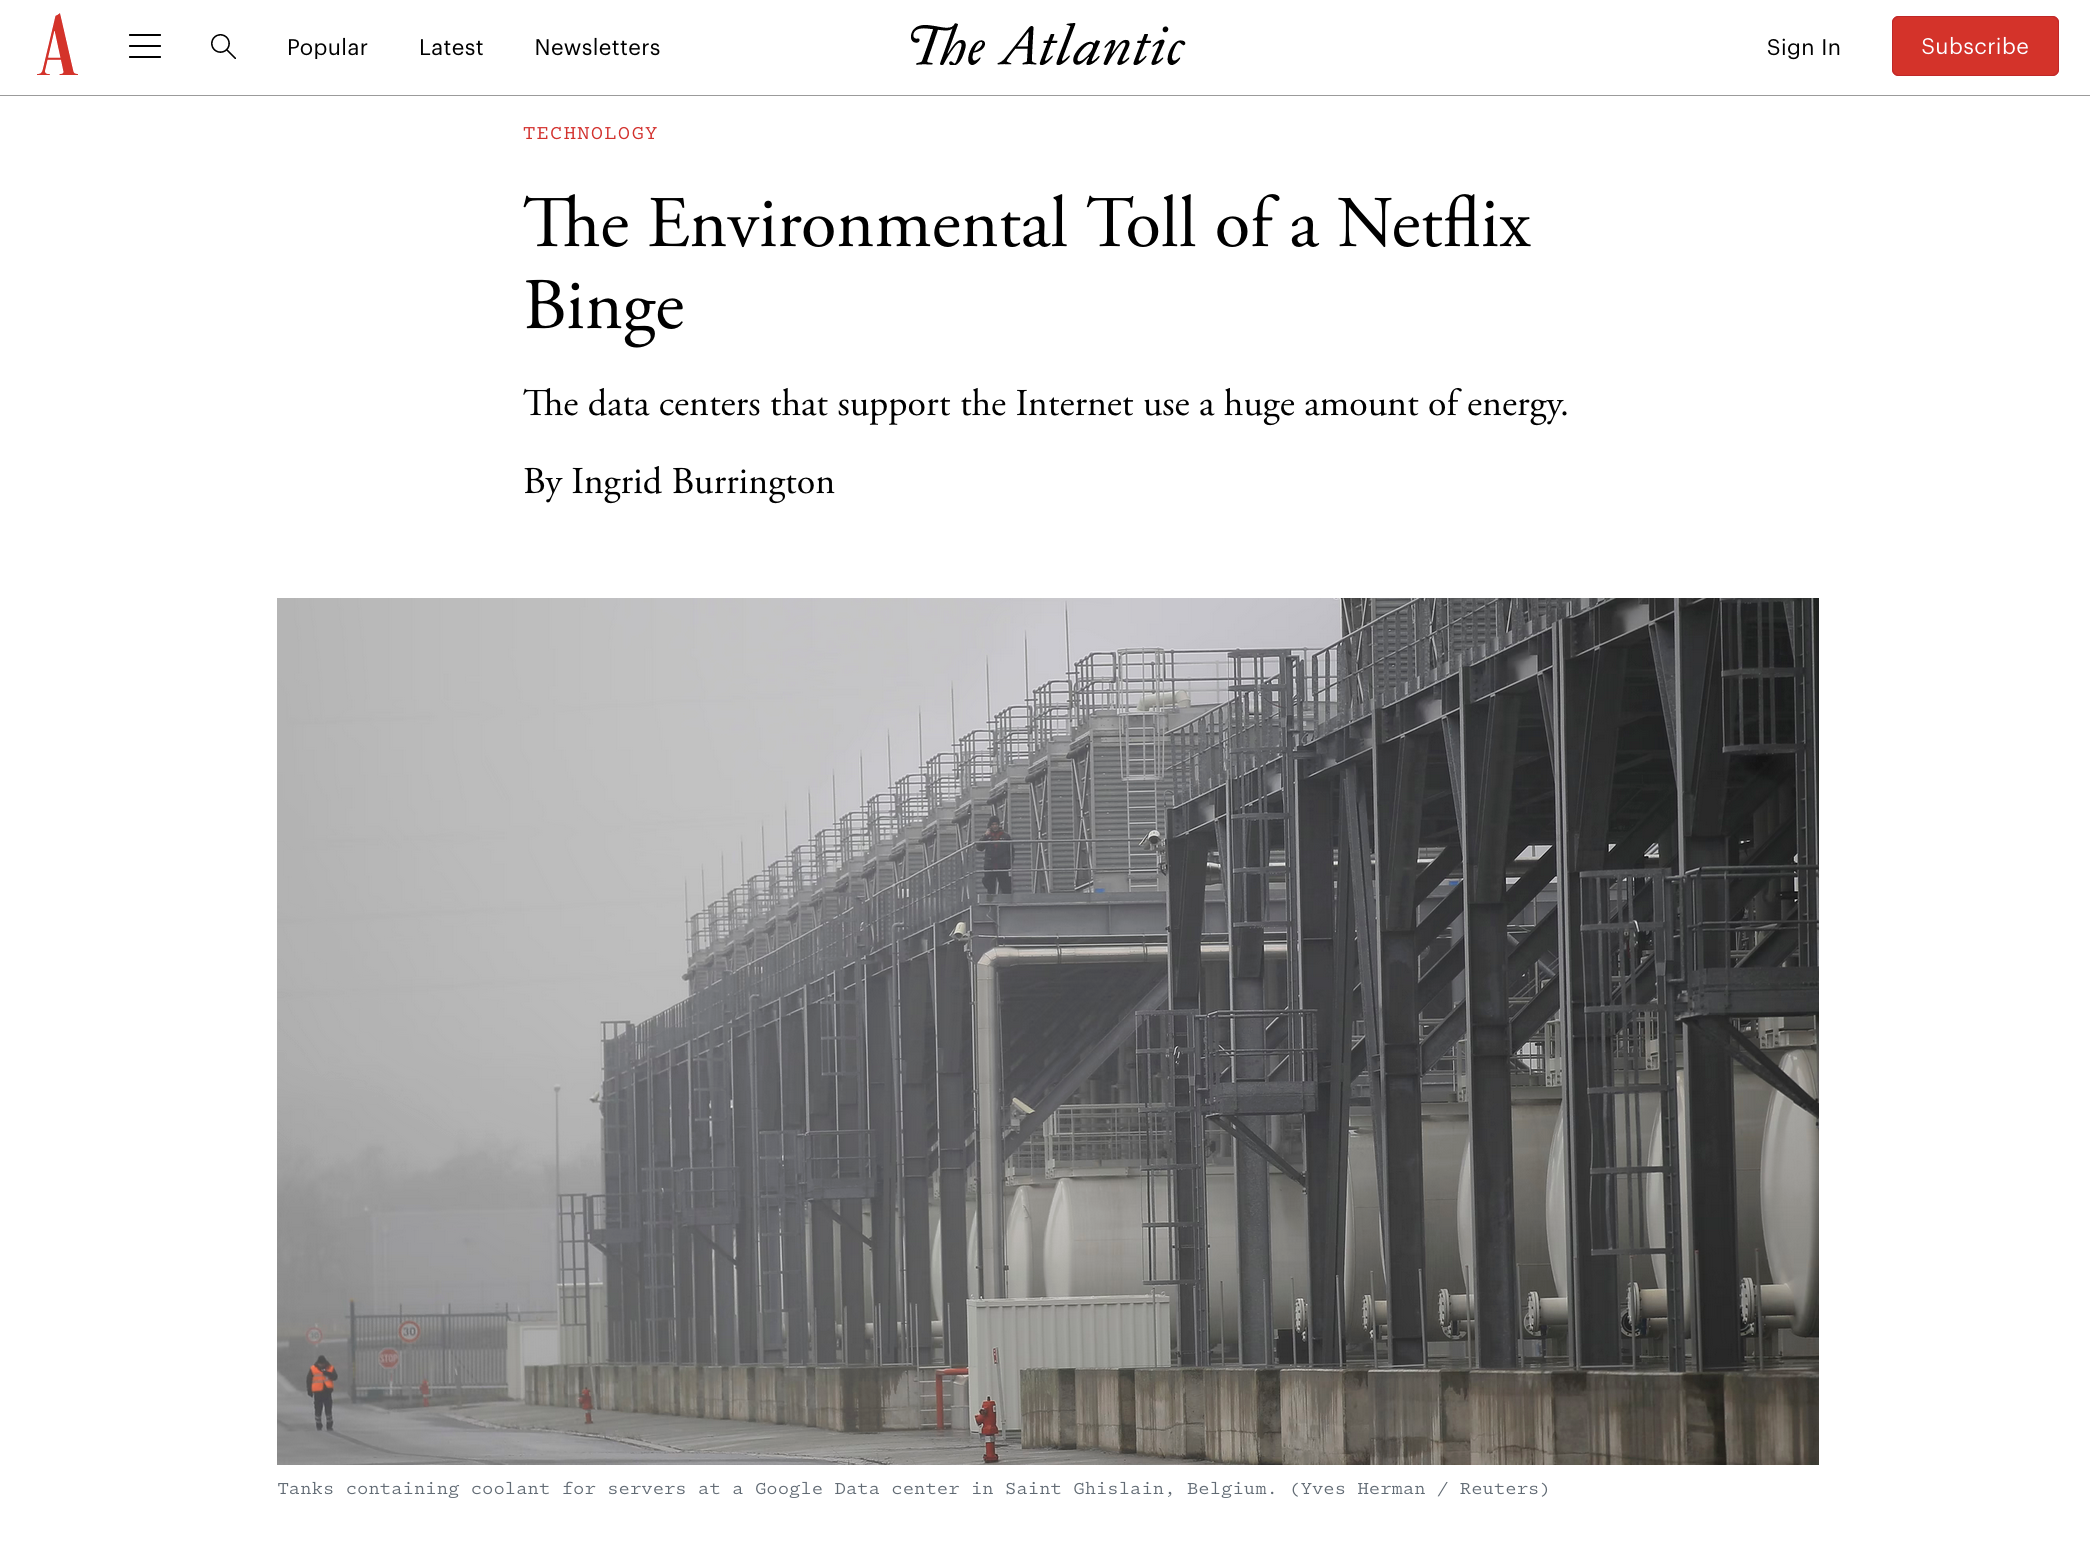 A
Popular Latest Newsletters The Atlantic Sign In Subscribe
TECHNOLOGY
The Environmental Toll of a Netflix
Binge
The data centers that support the Internet use a huge amount of energy.
By Ingrid Burrington
30
STOP
Tanks containing coolant for servers at a Google Data center in Saint Ghislain, Belgium. (Yves Herman / Reuters)